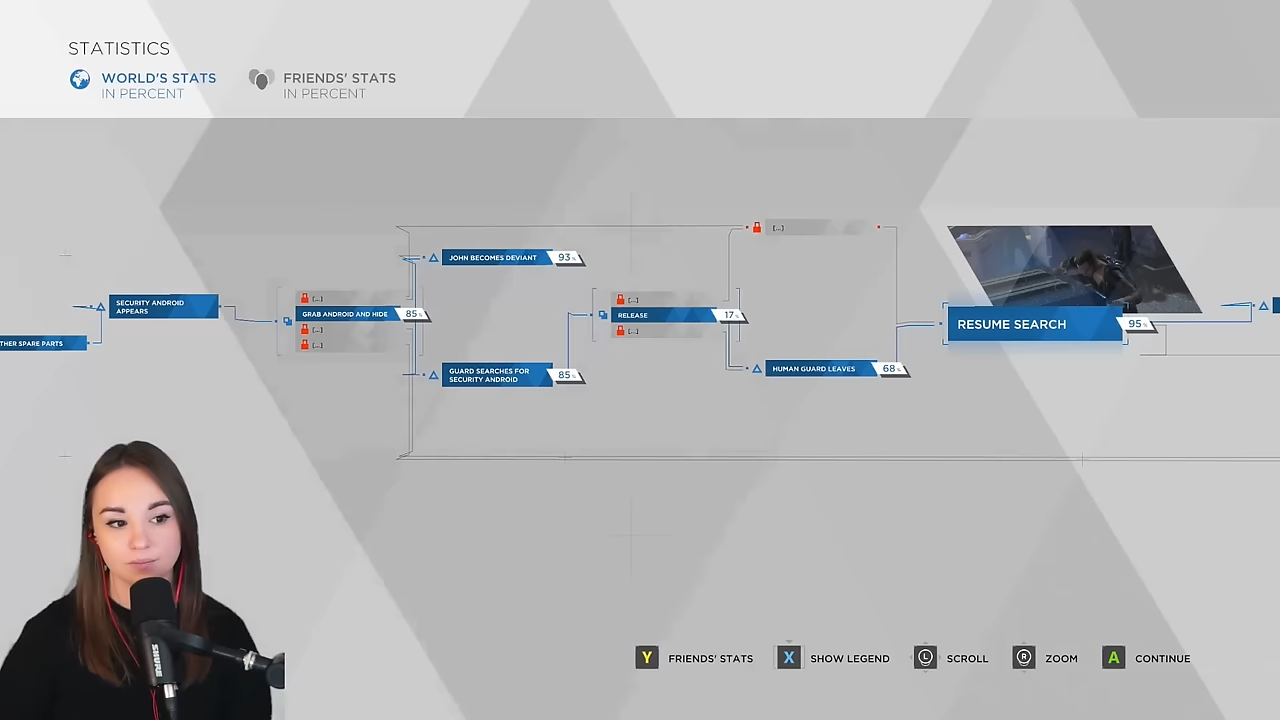 STATISTICS
WORLD'S STATS
IN PERCENT
FRIENDS' STATS
IN PERCENT
[...]
JOHN BECOMES DEVIANT 93%
SECURITY ANDROID
APPEARS
[...]
GRAB ANDROID AND HIDE 85%
[...]
[...]
[...]
RELEASE 17%
[...]
RESUME SEARCH 95%
THER SPARE PARTS
GUARD SEARCHES FOR
SECURITY ANDROID 85%
HUMAN GUARD LEAVES 68%
SHURE
Y FRIENDS' STATS
X SHOW LEGEND
L SCROLL
R ZOOM
A CONTINUE